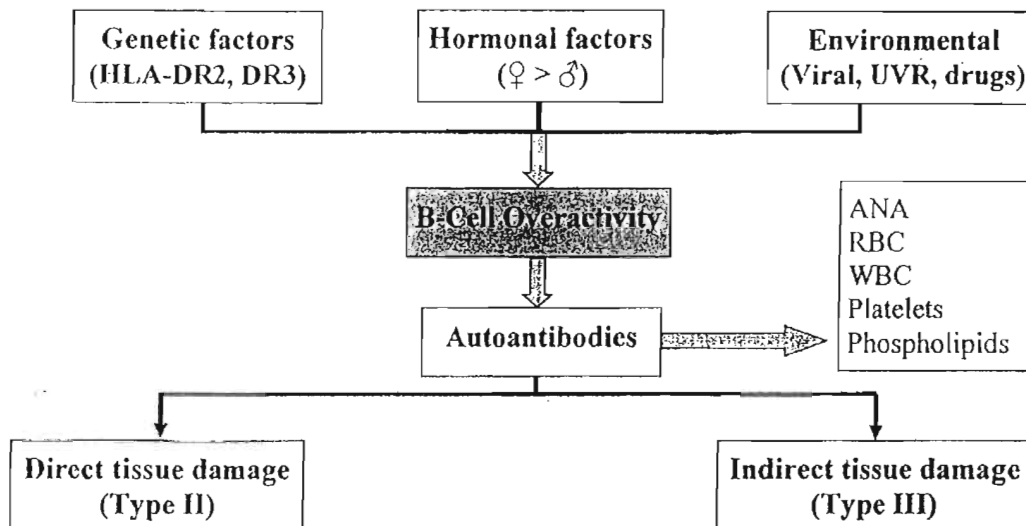 Genetic factors
(HLA-DR2, DR3)
Hormonal factors
(♀ > ♂)
Environmental
(Viral, UVR, drugs)
B-Cell Overactivity
ANA
RBC
WBC
Platelets
Phospholipids
Autoantibodies
Direct tissue damage
(Type II)
Indirect tissue damage
(Type III)